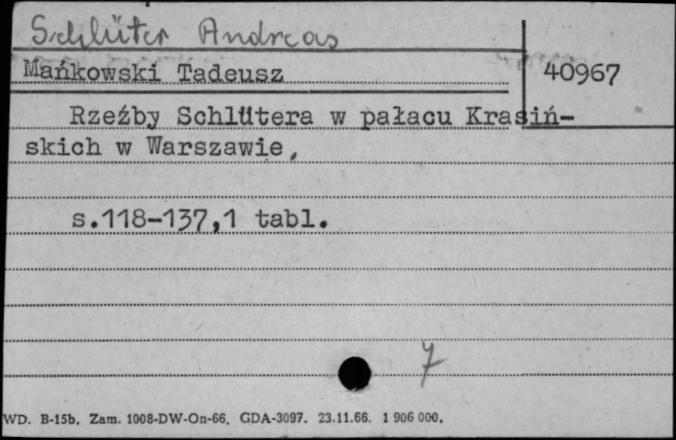 Schlüter Andreas
Mańkowski Tadeusz
40967
Rzeźby Schlütera w pałacu Krasiń-
skich w Warszawie,
s.118-137,1 tabl.
7
WD. B-15b. Zam. 1008-DW-On-66. GDA-3097. 23.11.66. 1 906 000.